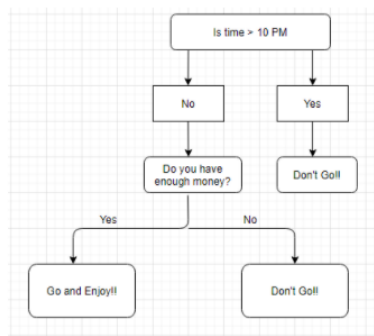 Is time > 10 PM
No
Yes
Do you have
enough money?
Don't Go!!
Yes
No
Go and Enjoy!!
Don't Go!!